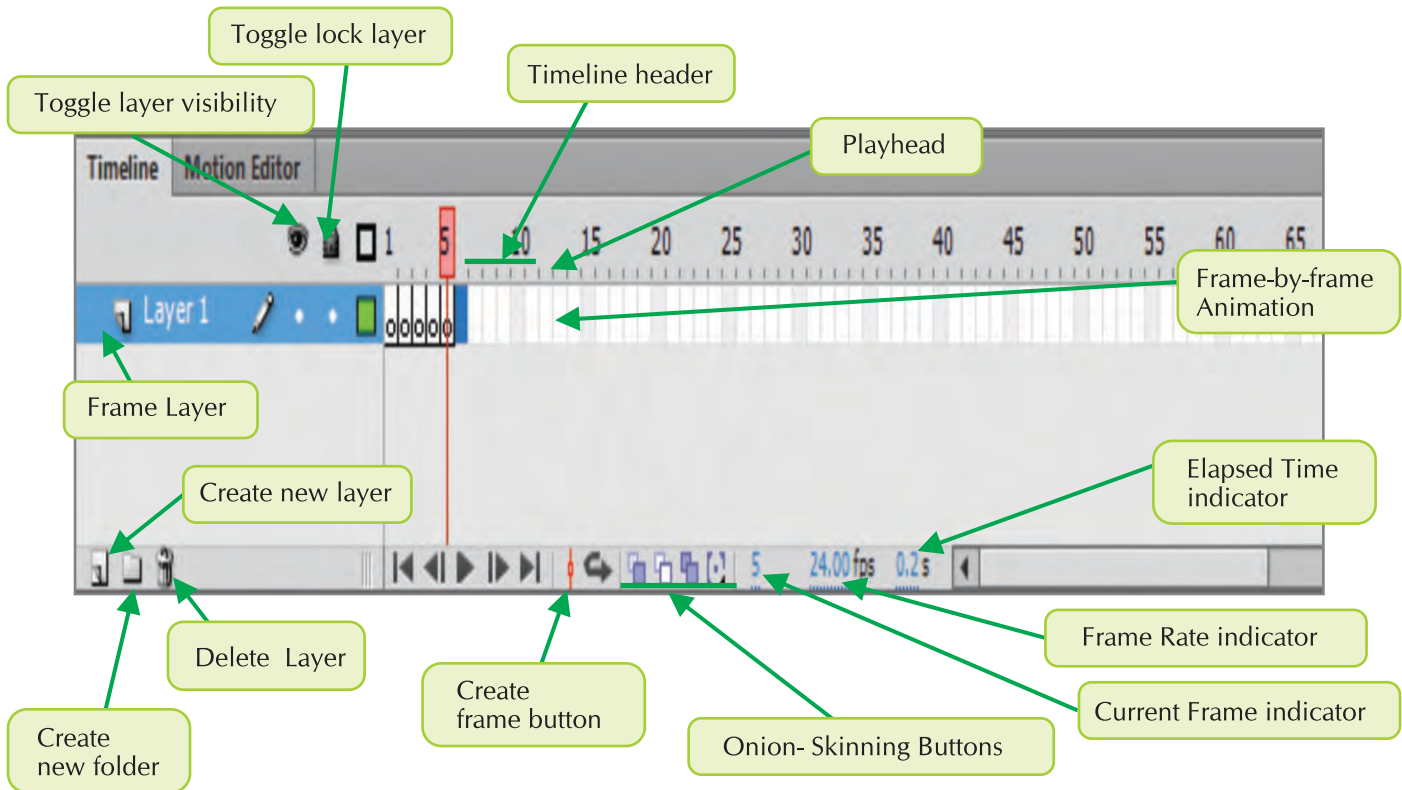 Toggle lock layer
Timeline header
Toggle layer visibility
Playhead
Timeline Motion Editor
1 5 10 15 20 25 30 35 40 45 50 55 60 65
Frame-by-frame
Animation
Layer 1
Frame Layer
Elapsed Time
indicator
Create new layer
5 24.00 fps 0.2 s
Frame Rate indicator
Delete Layer
Create
frame button
Current Frame indicator
Onion- Skinning Buttons
Create
new folder